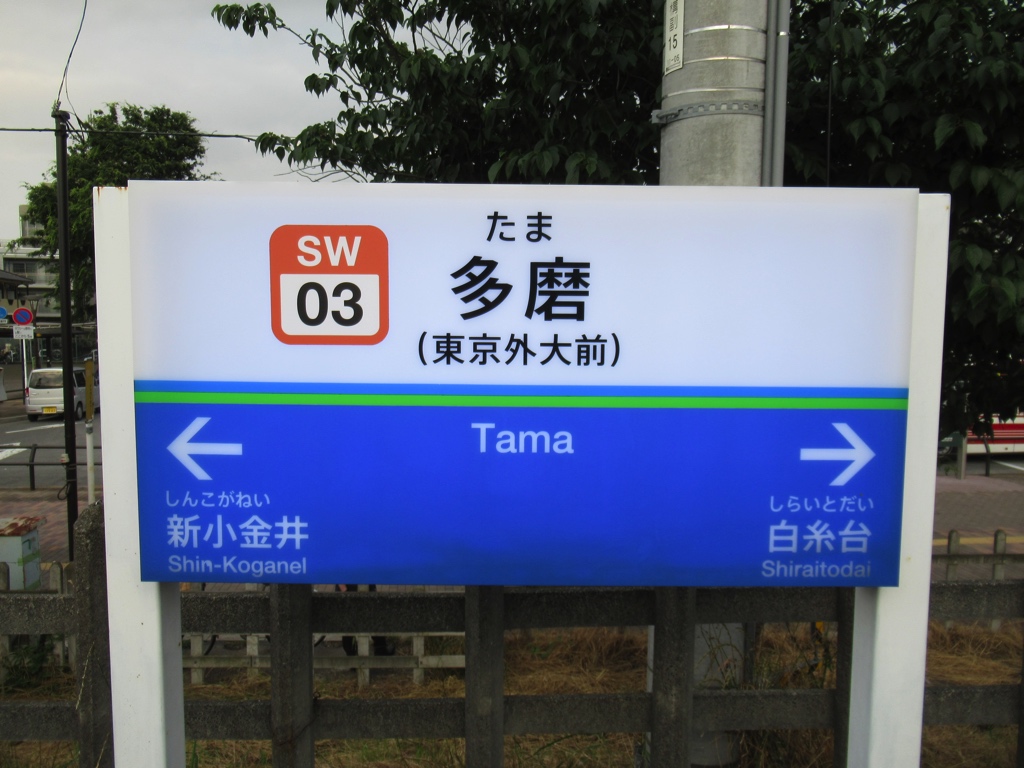 SW
03
たま
多磨
(東京外大前)
Tama
しんこがねい
新小金井
Shin-Koganei
しらいとだい
白糸台
Shiraitodai
15